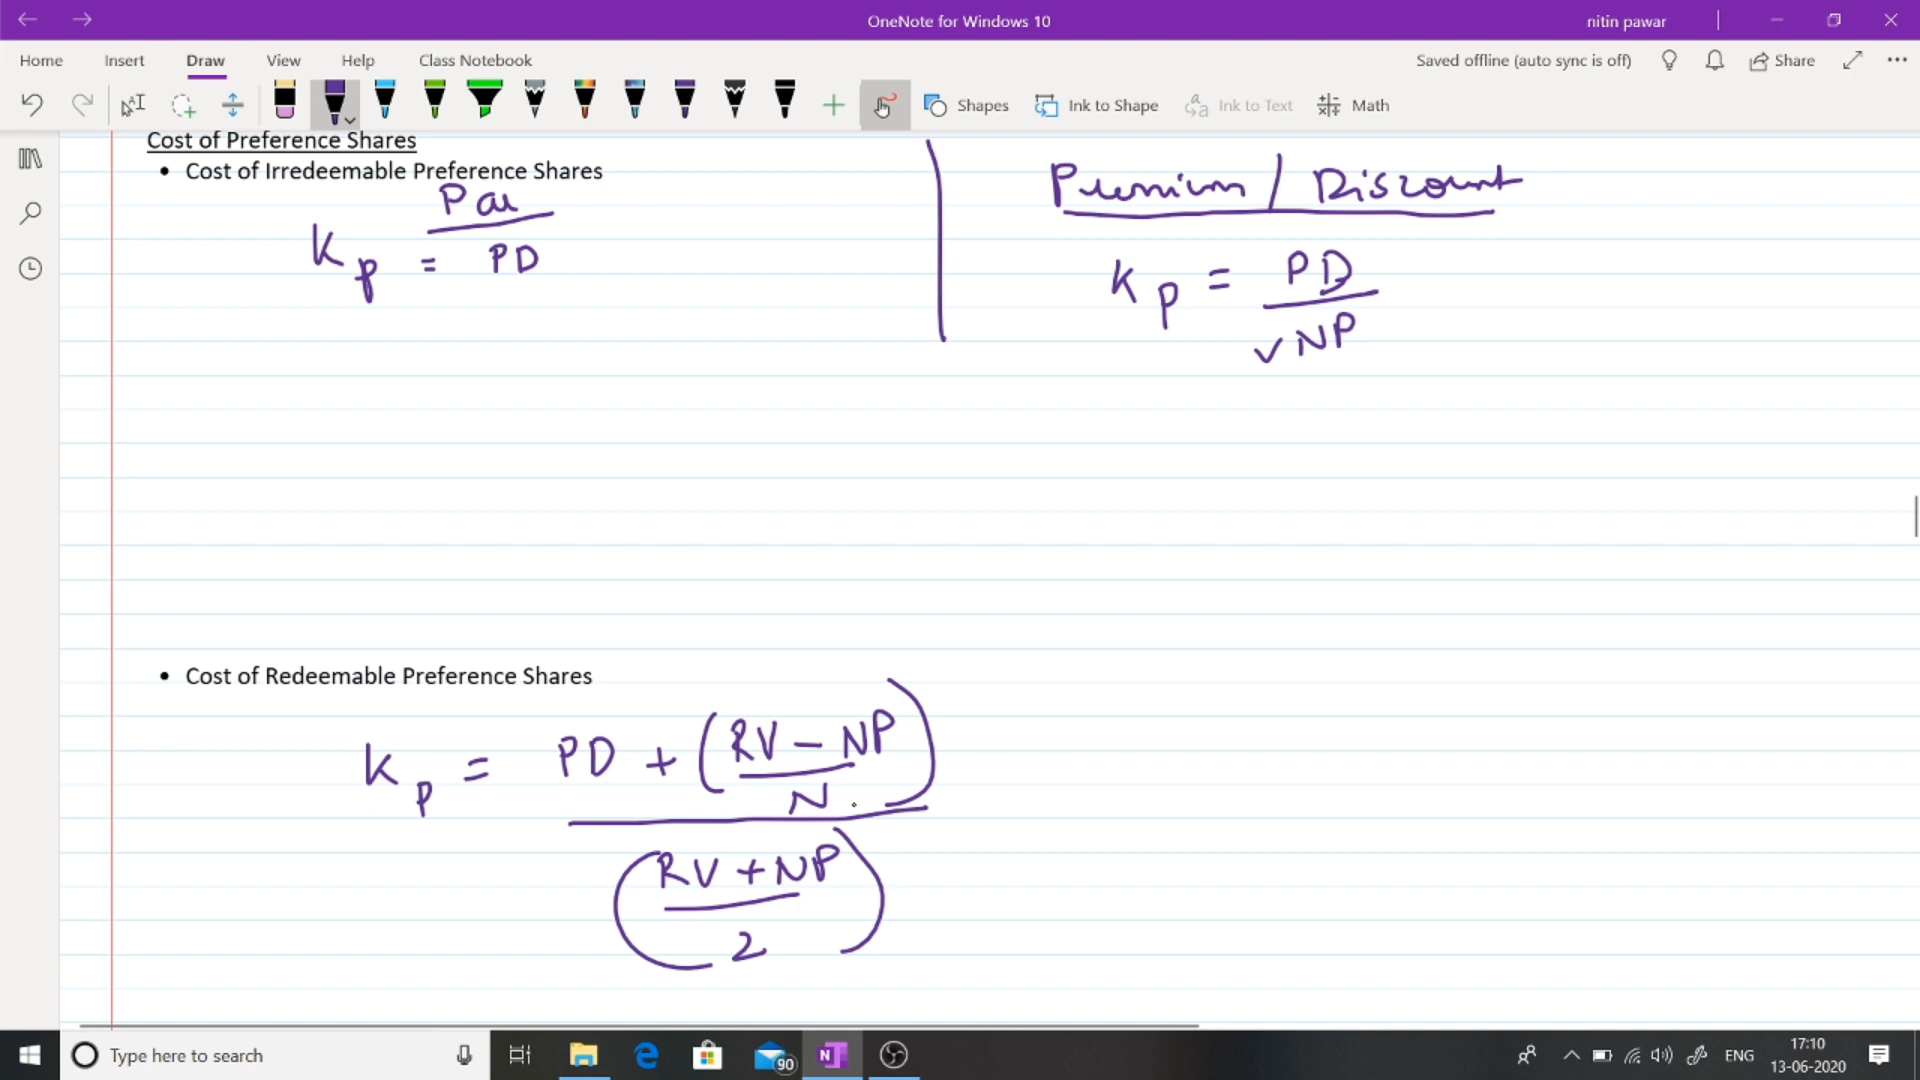 OneNote for Windows 10
nitin pawar
Home Insert Draw View Help Class Notebook
Saved offline (auto sync is off) Share
Shapes Ink to Shape Ink to Text Math
Cost of Preference Shares
• Cost of Irredeemable Preference Shares
Par
Kp = PD
Premium / Discount
Kp = PD
✓ NP
• Cost of Redeemable Preference Shares
Kp = PD + (RV - NP)
N
(RV + NP)
2
Type here to search
90
ENG
17:10
13-06-2020